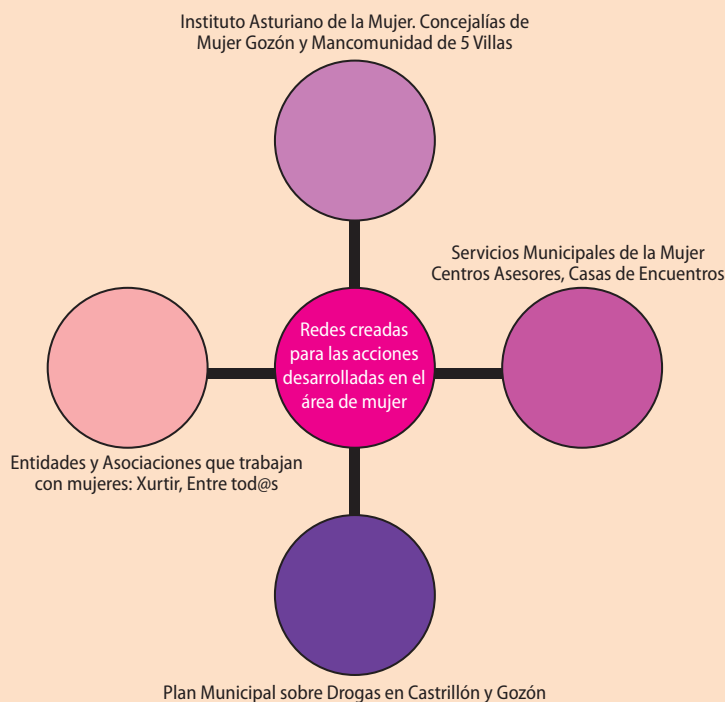 Instituto Asturiano de la Mujer. Concejalías de
Mujer Gozón y Mancomunidad de 5 Villas
Servicios Municipales de la Mujer
Centros Asesores, Casas de Encuentros
Redes creadas
para las acciones
desarrolladas en el
área de mujer
Entidades y Asociaciones que trabajan
con mujeres: Xurtir, Entre tod@s
Plan Municipal sobre Drogas en Castrillón y Gozón